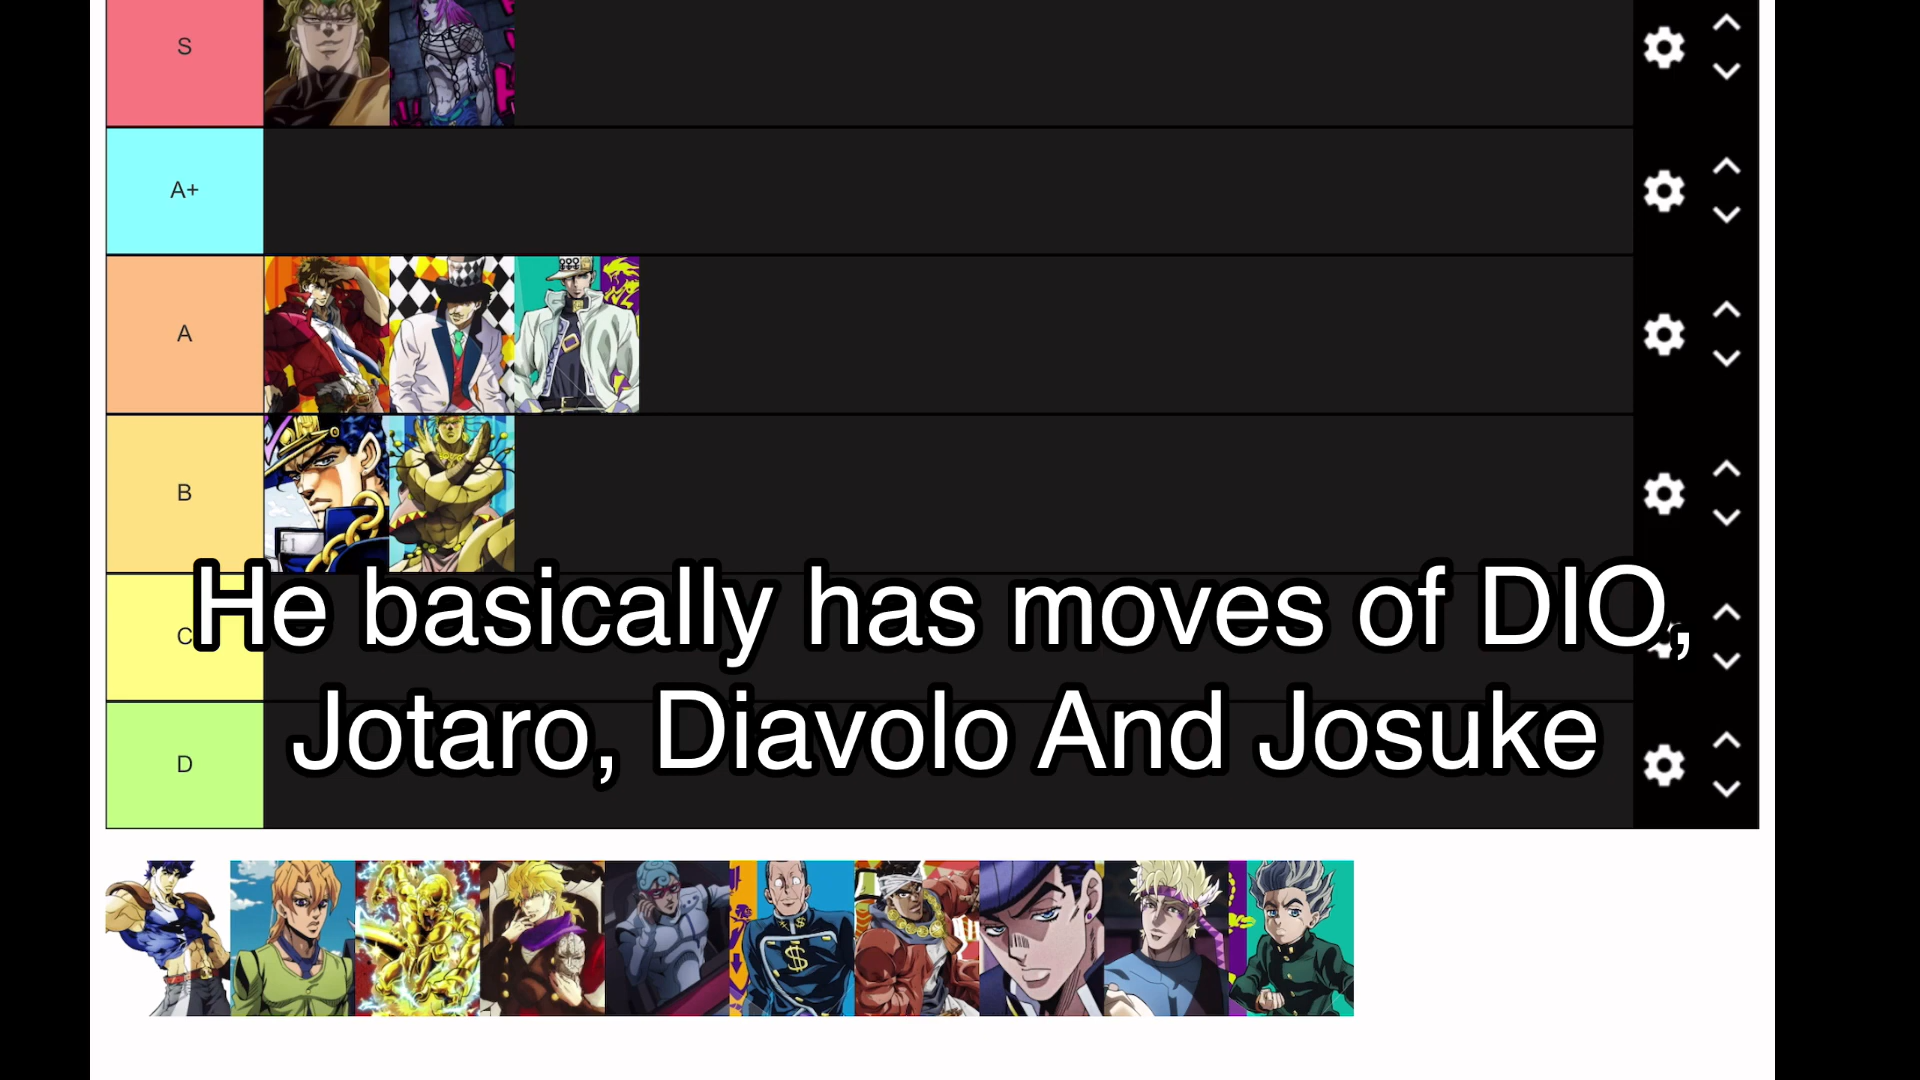 S
A+
A
B
C
He basically has moves of DIO,
Jotaro, Diavolo And Josuke
D